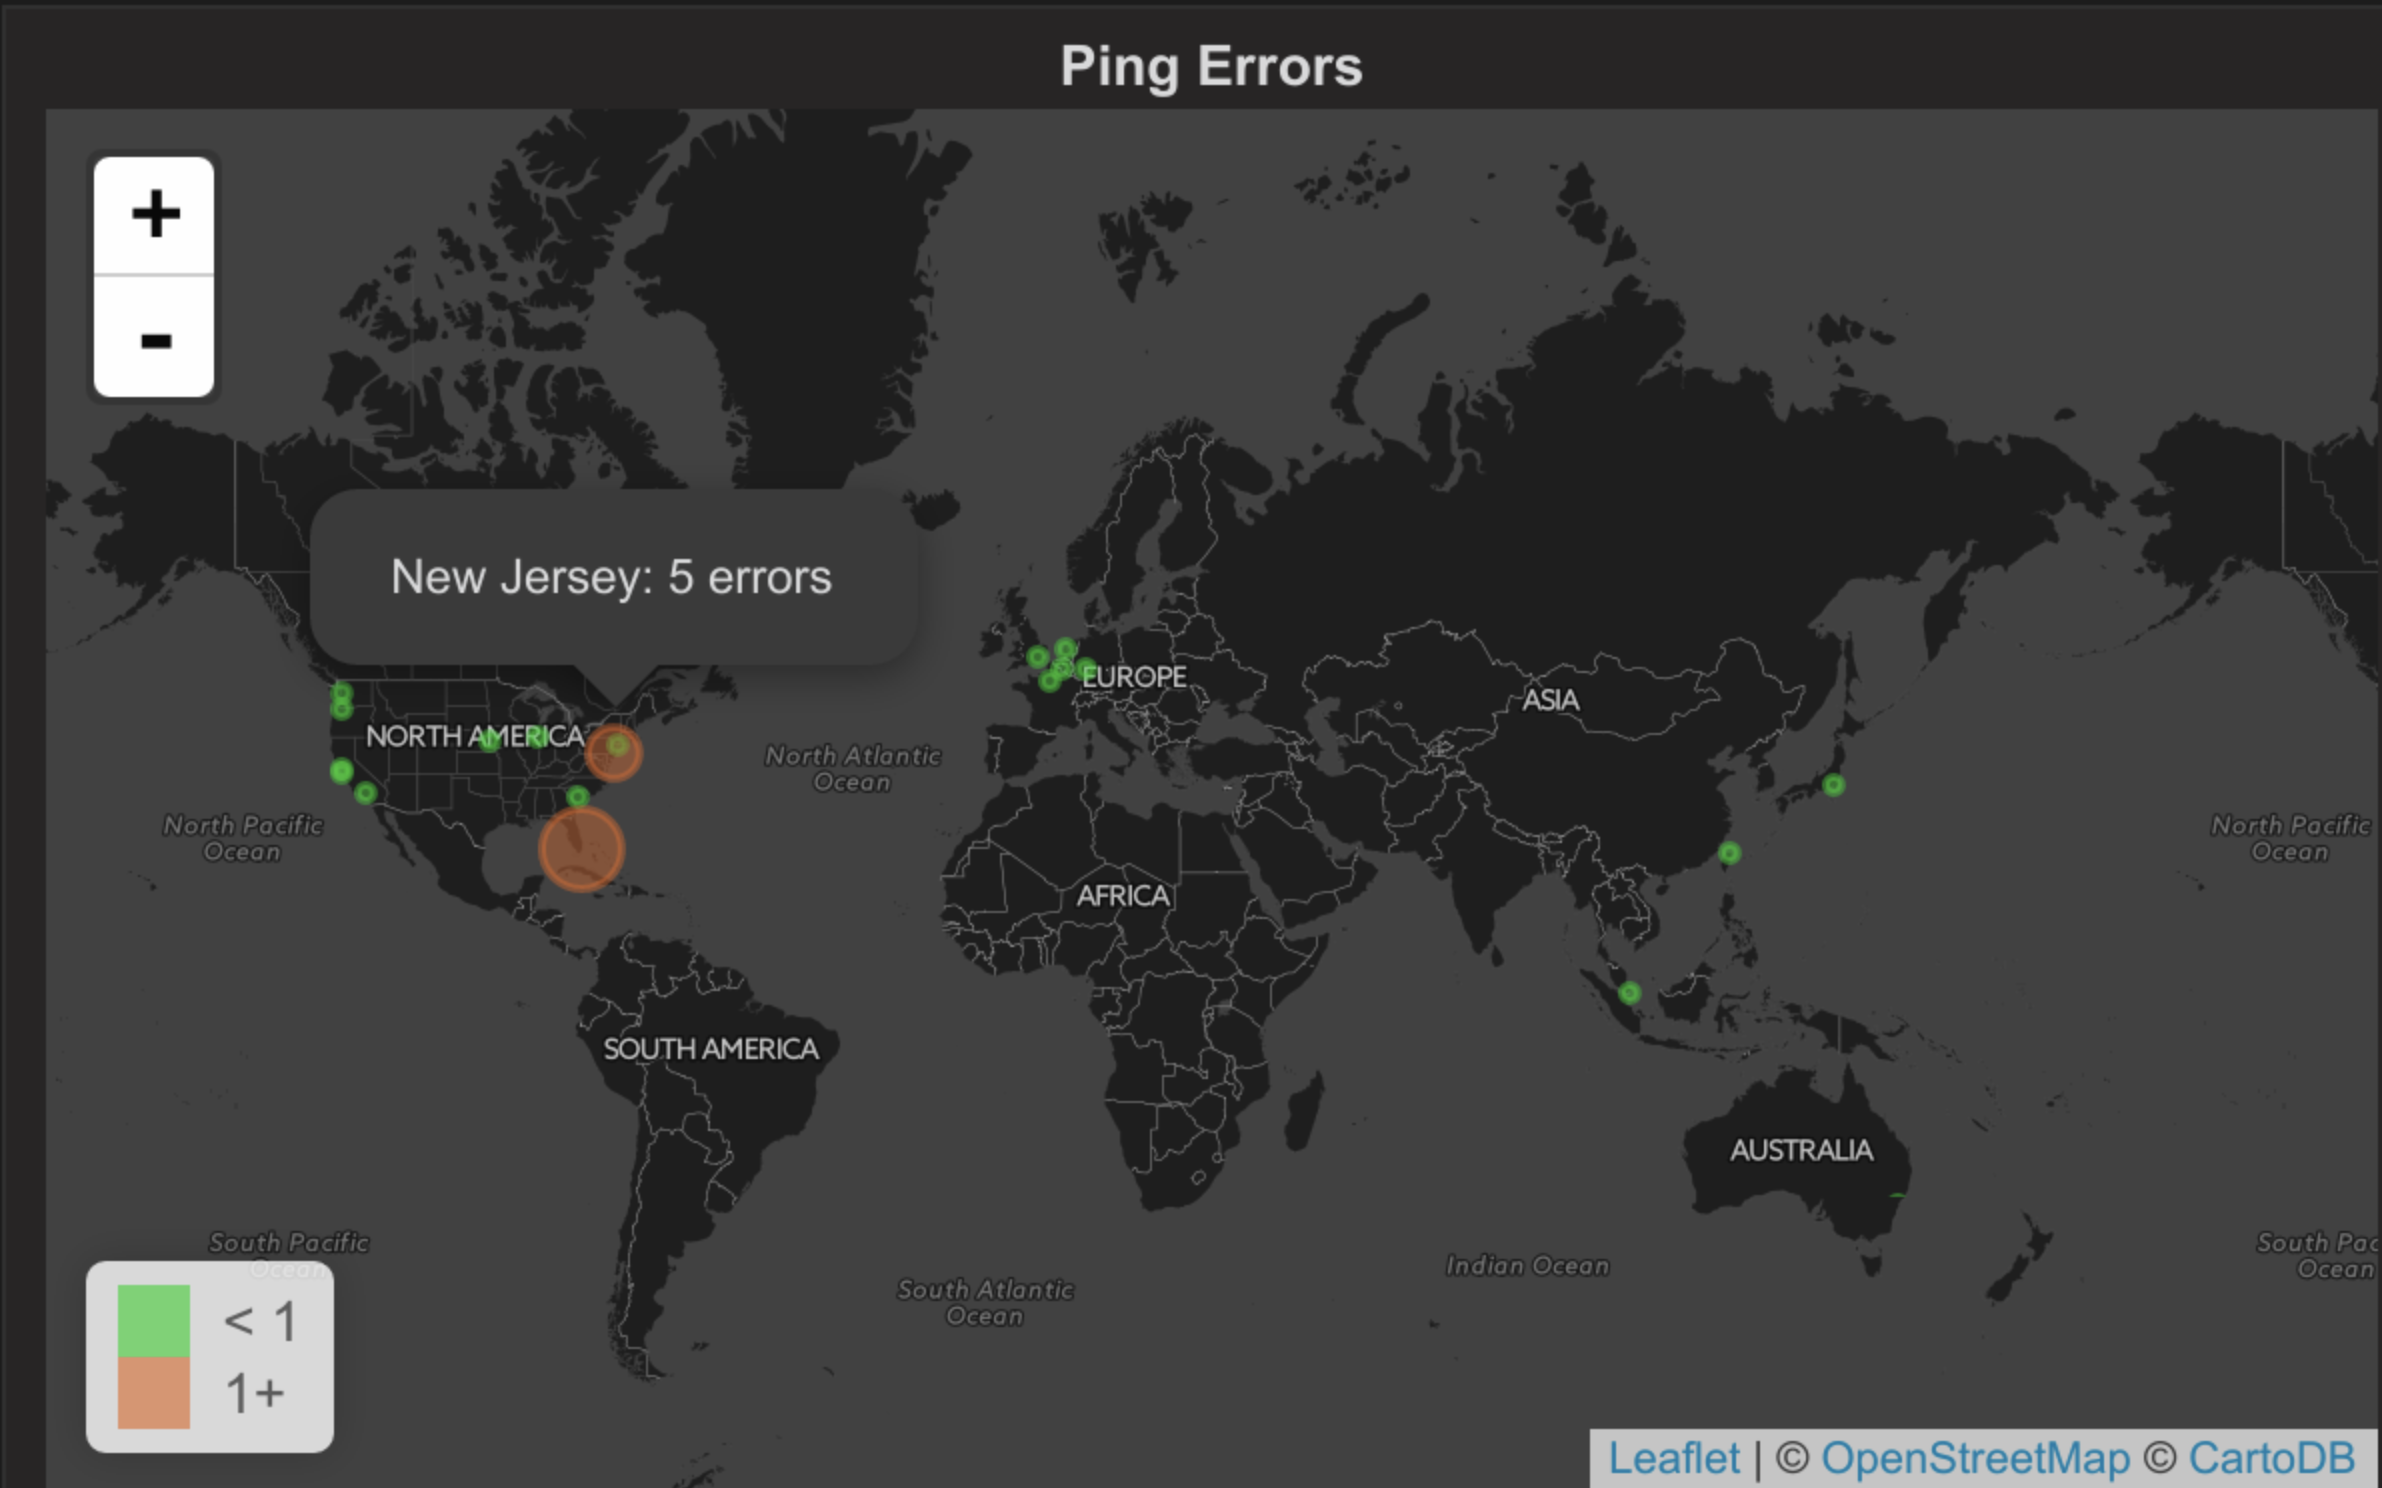 Ping Errors
+
-
New Jersey: 5 errors
EUROPE
ASIA
NORTH AMERICA
North Atlantic
Ocean
North Pacific
Ocean
North Pacific
Ocean
AFRICA
SOUTH AMERICA
AUSTRALIA
South Pacific
Ocean
South Atlantic
Ocean
Indian Ocean
South Pac
Ocean
< 1
1+
Leaflet | © OpenStreetMap © CartoDB